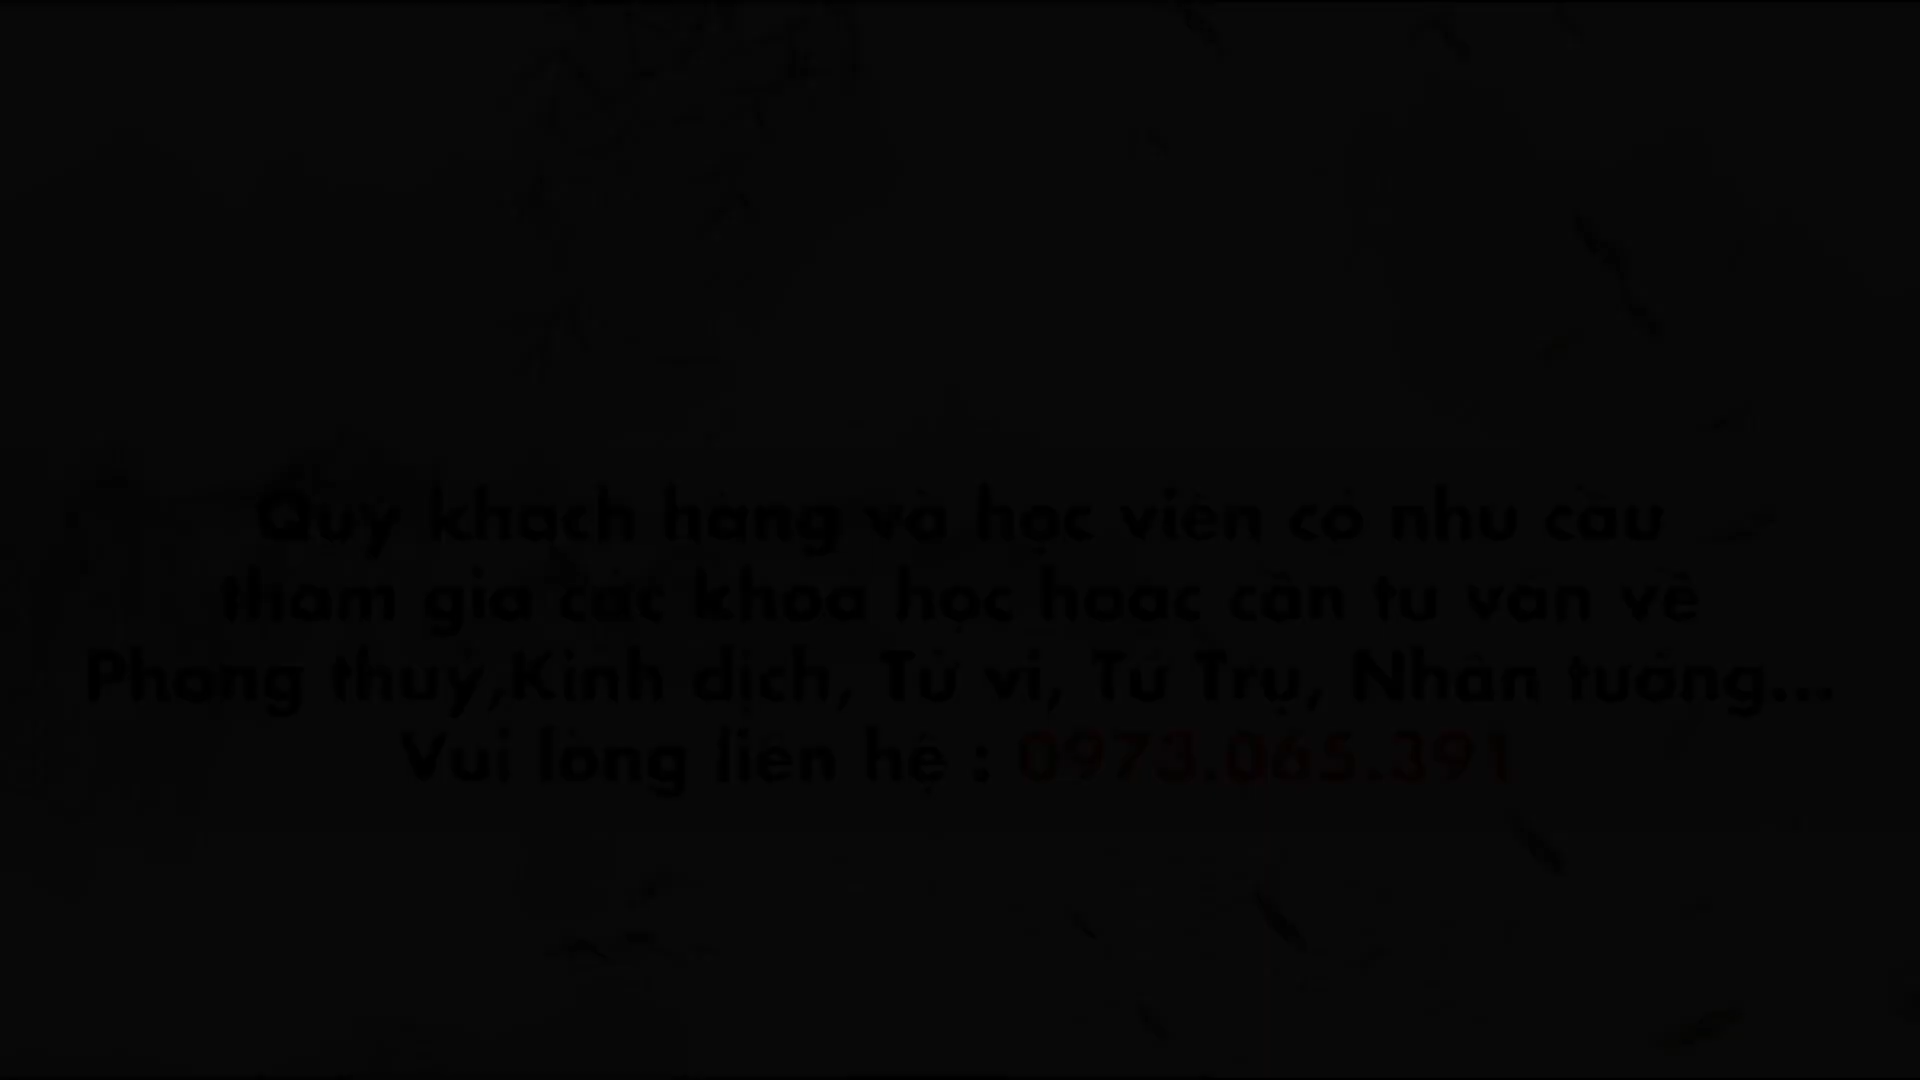 Quý khách hàng và học viên có nhu cầu
tham gia các khóa học hoặc cần tư vấn về
Phong thuỷ,Kinh dịch, Tử vi, Tứ Trụ, Nhân tướng...
Vui lòng liên hệ : 0973.065.391